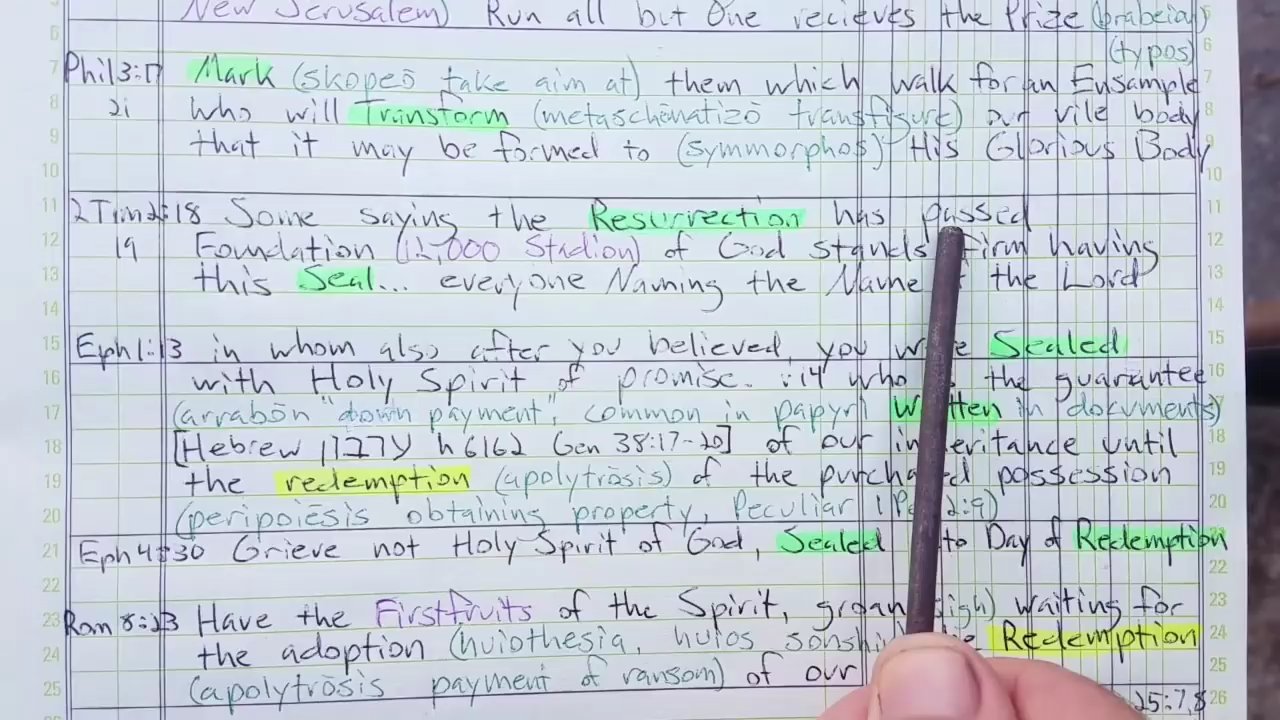 New Jerusalem) Run all but One recieves the Prize (brabeion)
(typos)
Phil 3:17 Mark (skopeō take aim at) them which walk for an Ensample
21 who will Transform (metaschēmatizō transfigure) our vile body
that it may be formed to (symmorphos) His Glorious Body
2Tim 2:18 Some saying the Resurrection has passed
19 Foundation (12,000 Stadion) of God stands firm having
this Seal... everyone Naming the Name the Lord
Eph 1:13 in whom also after you believed, you were Sealed
with Holy Spirit of promise. :14 who the guarantee
(arrabōn "down payment", common in papyri Written in documents)
[Hebrew h6162 Gen 38:17-20] of our inheritance until
the redemption (apolytrōsis) of the purchased possession
(peripoiēsis obtaining property, Peculiar 1Pe 2:9)
Eph 4:30 Grieve not Holy Spirit of God, Sealed to Day of Redemption
Rom 8:23 Have the Firstfruits of the Spirit, groan (sigh) waiting for
the adoption (huiothesia, huios sonship Redemption
(apolytrōsis payment of ransom) of our
25:7,8